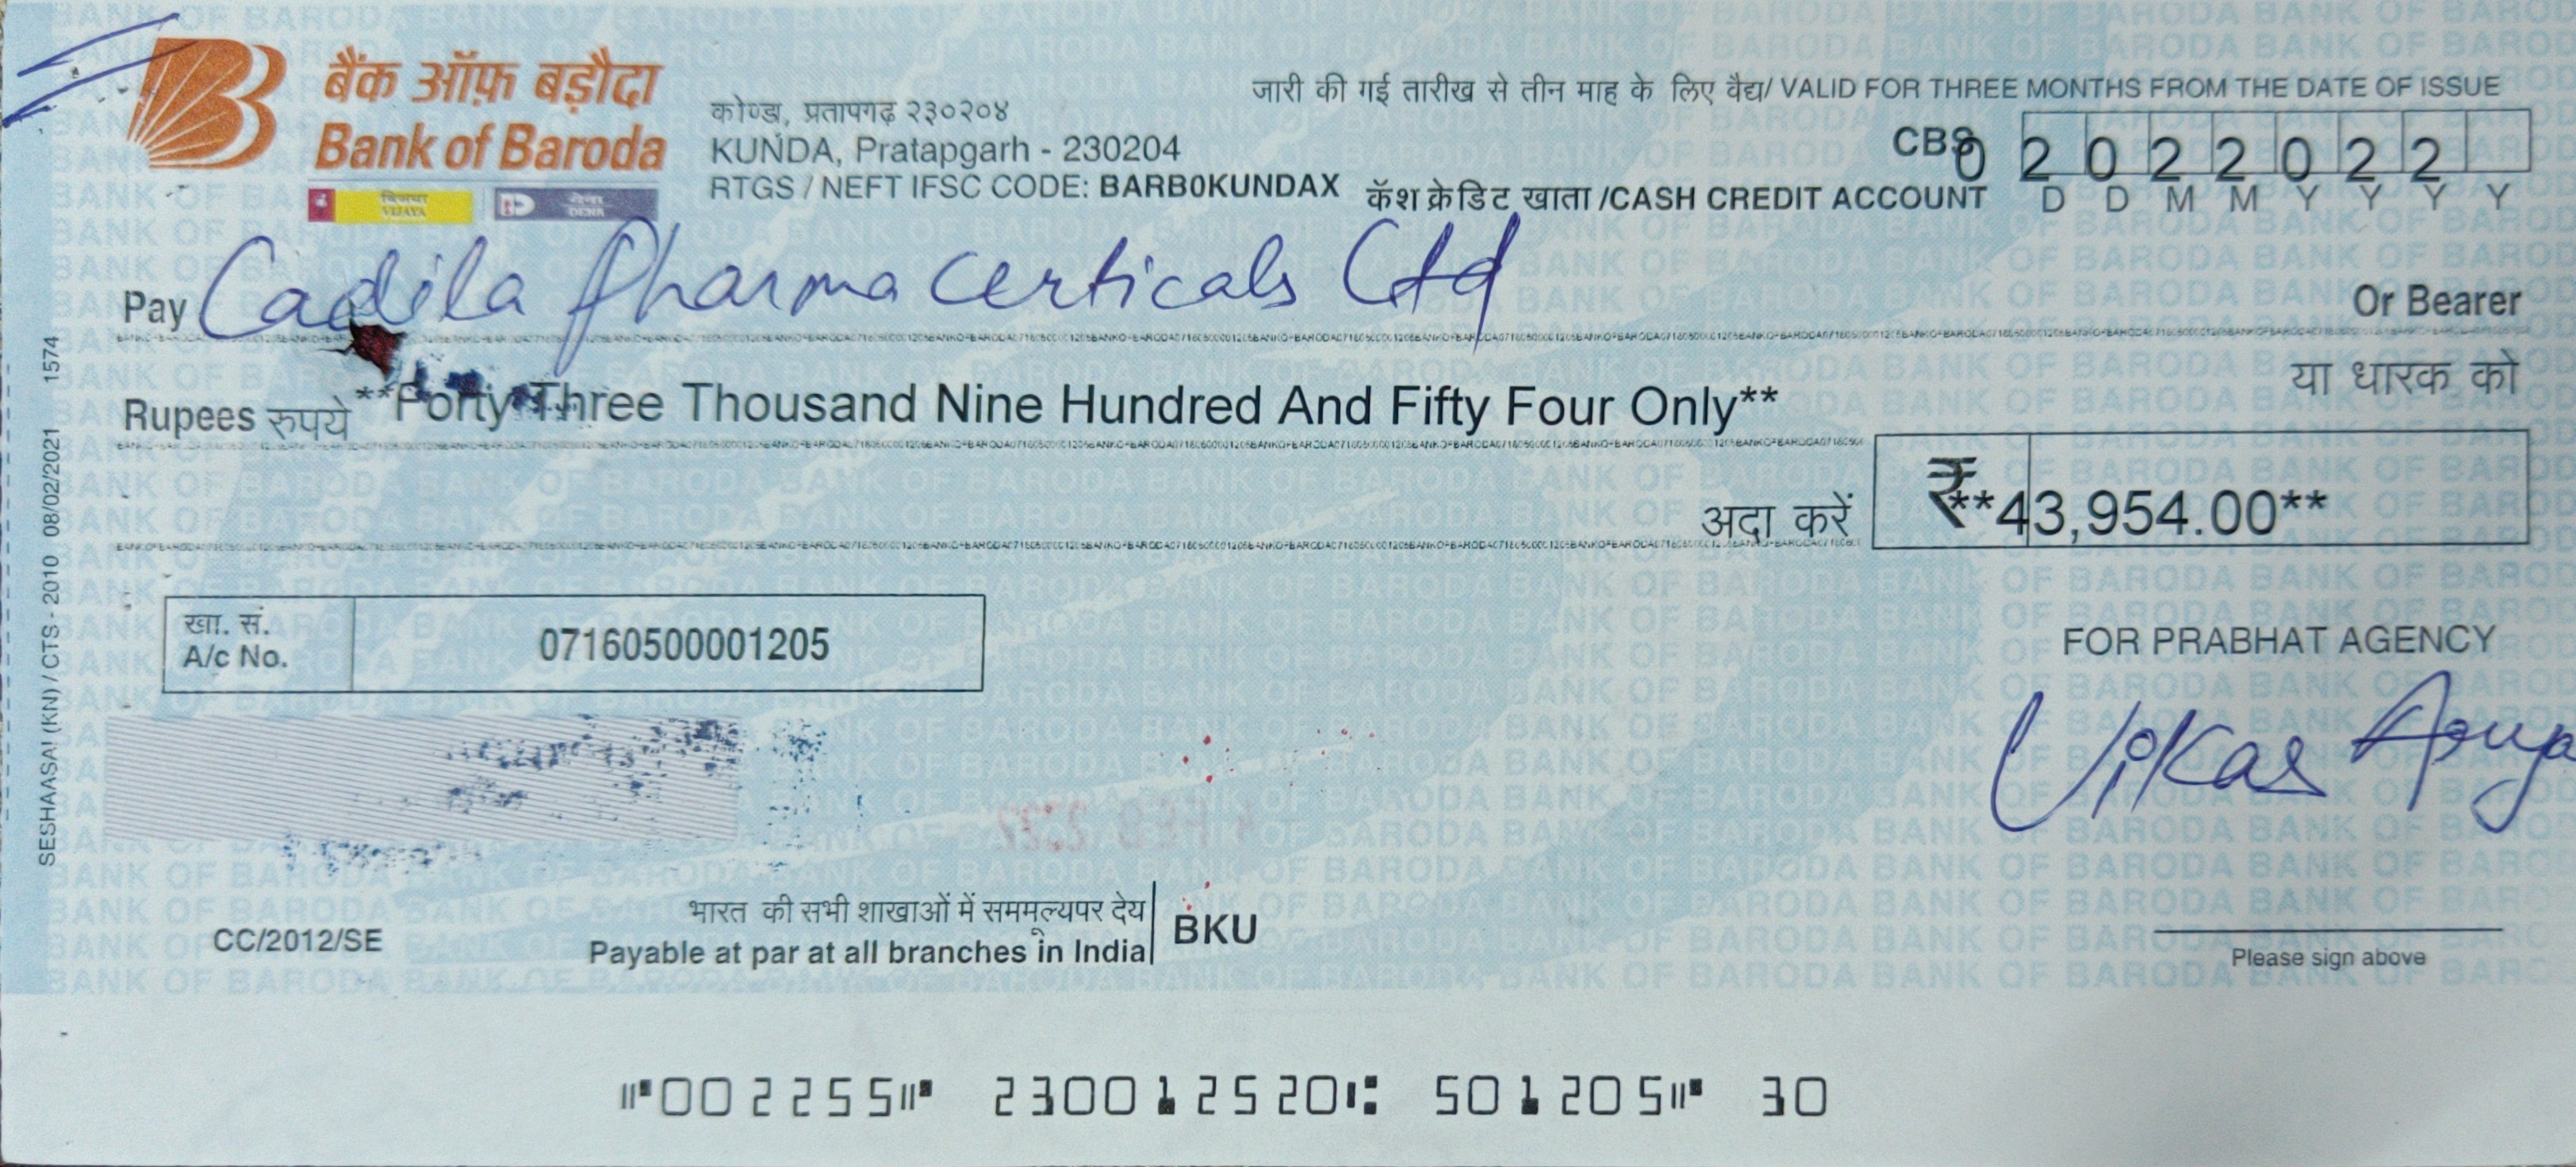 बैंक ऑफ़ बड़ौदा
Bank of Baroda
विजया
VIJAYA
देना
DENA
कोण्डा, प्रतापगढ़ २३०२०४
KUNDA, Pratapgarh - 230204
RTGS / NEFT IFSC CODE: BARB0KUNDAX
जारी की गई तारीख से तीन माह के लिए वैद्य/ VALID FOR THREE MONTHS FROM THE DATE OF ISSUE
CBS
0 2 0 2 2 0 2 2
कॅश क्रेडिट खाता /CASH CREDIT ACCOUNT
D D M M Y Y Y Y
Pay Cadila Pharma certicals Ltd
Or Bearer
या धारक को
Rupees रुपये **Forty Three Thousand Nine Hundred And Fifty Four Only**
अदा करें
₹ **43,954.00**
खा. सं.
A/c No.
07160500001205
FOR PRABHAT AGENCY
Vikas Arya
SESHAASAI (KN) / CTS - 2010 08/02/2021 1574
CC/2012/SE
भारत की सभी शाखाओं में सममूल्यपर देय
Payable at par at all branches in India
BKU
Please sign above
⑈002255⑈ 230012520⑆ 501205⑈ 30